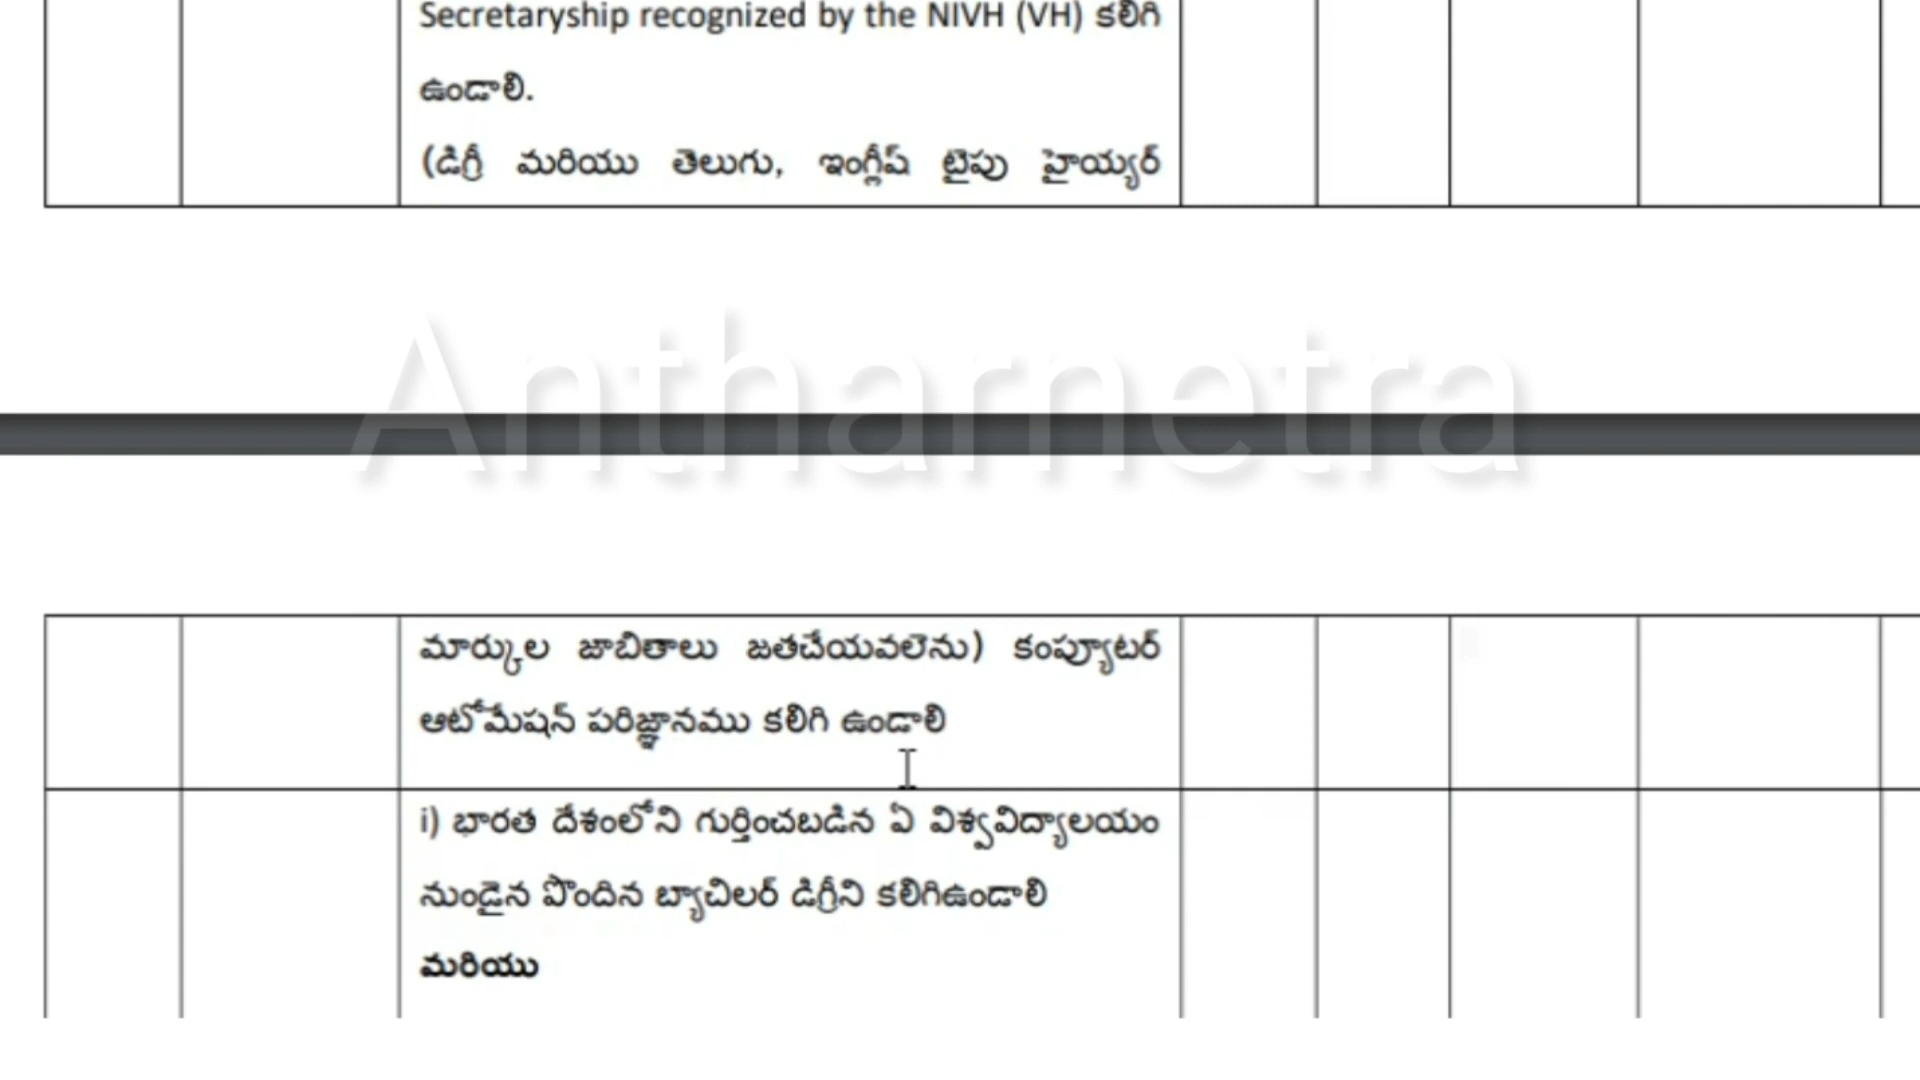 Secretaryship recognized by the NIVH (VH) కలిగి
ఉండాలి.
(డిగ్రీ మరియు తెలుగు, ఇంగ్లీష్ టైపు హైయ్యర్
Antharnetra
మార్కుల జాబితాలు జతచేయవలెను) కంప్యూటర్
ఆటోమేషన్ పరిజ్ఞానము కలిగి ఉండాలి
i) భారత దేశంలోని గుర్తించబడిన ఏ విశ్వవిద్యాలయం
నుండైన పొందిన బ్యాచిలర్ డిగ్రీని కలిగిఉండాలి
మరియు